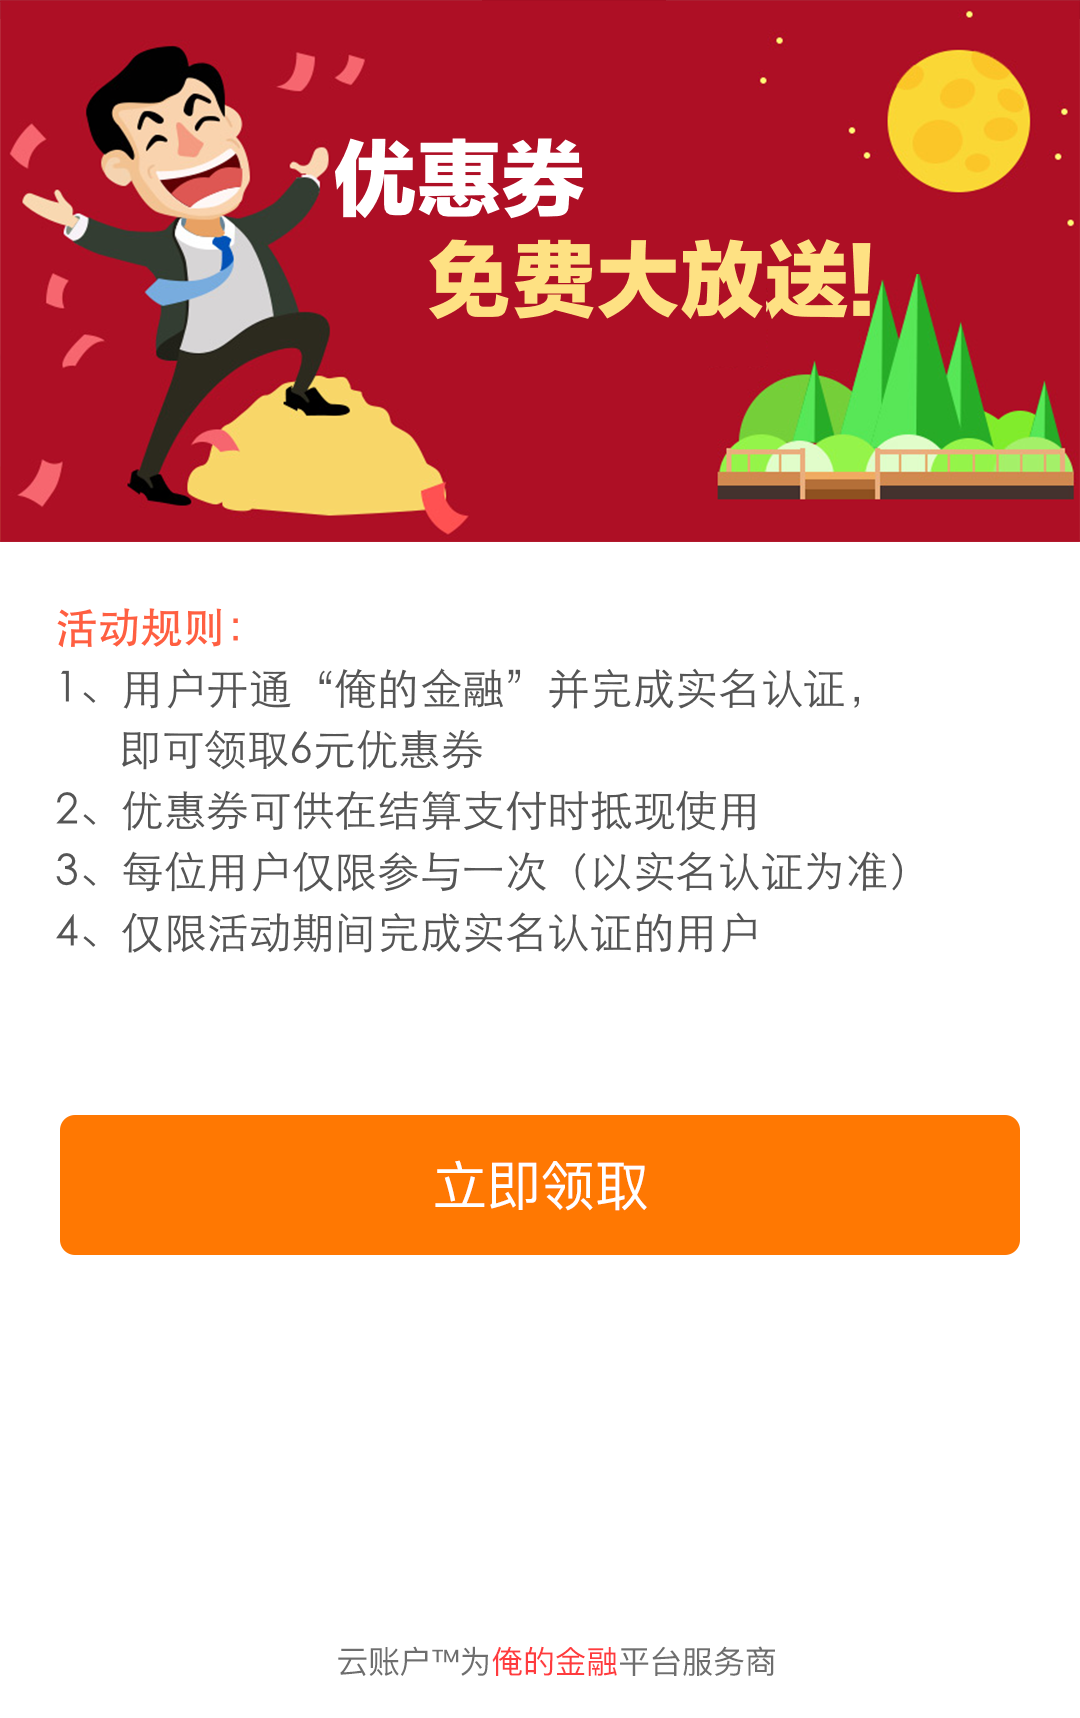 优惠券
免费大放送!
活动规则:
1、用户开通“俺的金融”并完成实名认证,
即可领取6元优惠券
2、优惠券可供在结算支付时抵现使用
3、每位用户仅限参与一次（以实名认证为准）
4、仅限活动期间完成实名认证的用户
立即领取
云账户™为俺的金融平台服务商